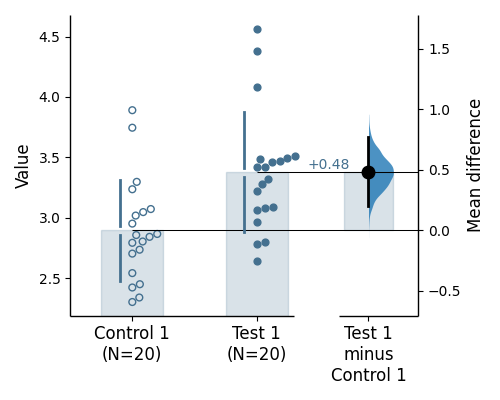 4.5
4.0
3.5
3.0
2.5
Value
1.5
1.0
0.5
0.0
−0.5
Mean difference
+0.48
Control 1
(N=20)
Test 1
(N=20)
Test 1
minus
Control 1